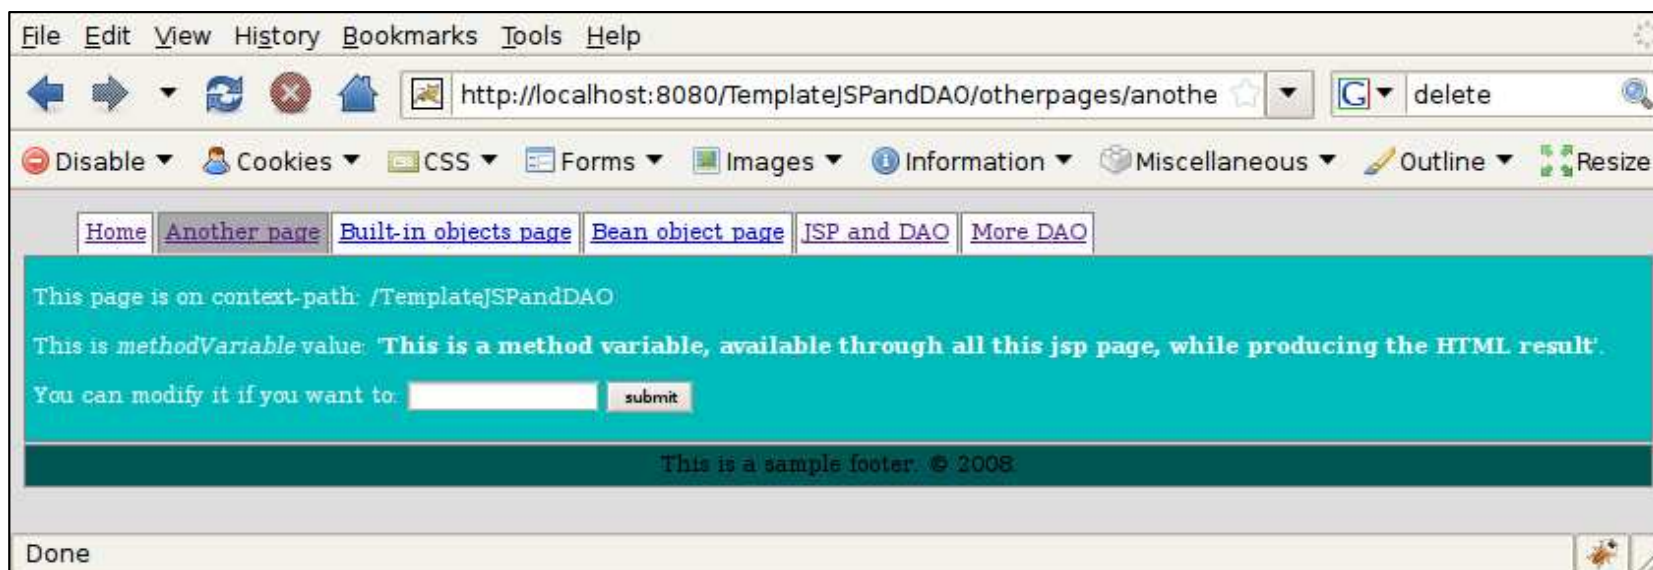 File Edit View History Bookmarks Tools Help
http://localhost:8080/TemplateJSPandDAO/otherpages/anothe G delete
Disable Cookies CSS Forms Images Information Miscellaneous Outline Resize
Home Another page Built-in objects page Bean object page JSP and DAO More DAO
This page is on context-path: /TemplateJSPandDAO
This is methodVariable value: 'This is a method variable, available through all this jsp page, while producing the HTML result'.
You can modify it if you want to: submit
This is a sample footer. © 2008
Done